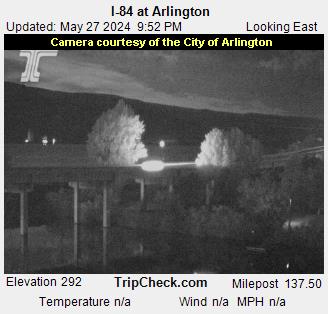 I-84 at Arlington
Updated: May 27 2024 9:52 PM Looking East
Camera courtesy of the City of Arlington
Elevation 292 TripCheck.com Milepost 137.50
Temperature n/a Wind n/a MPH n/a